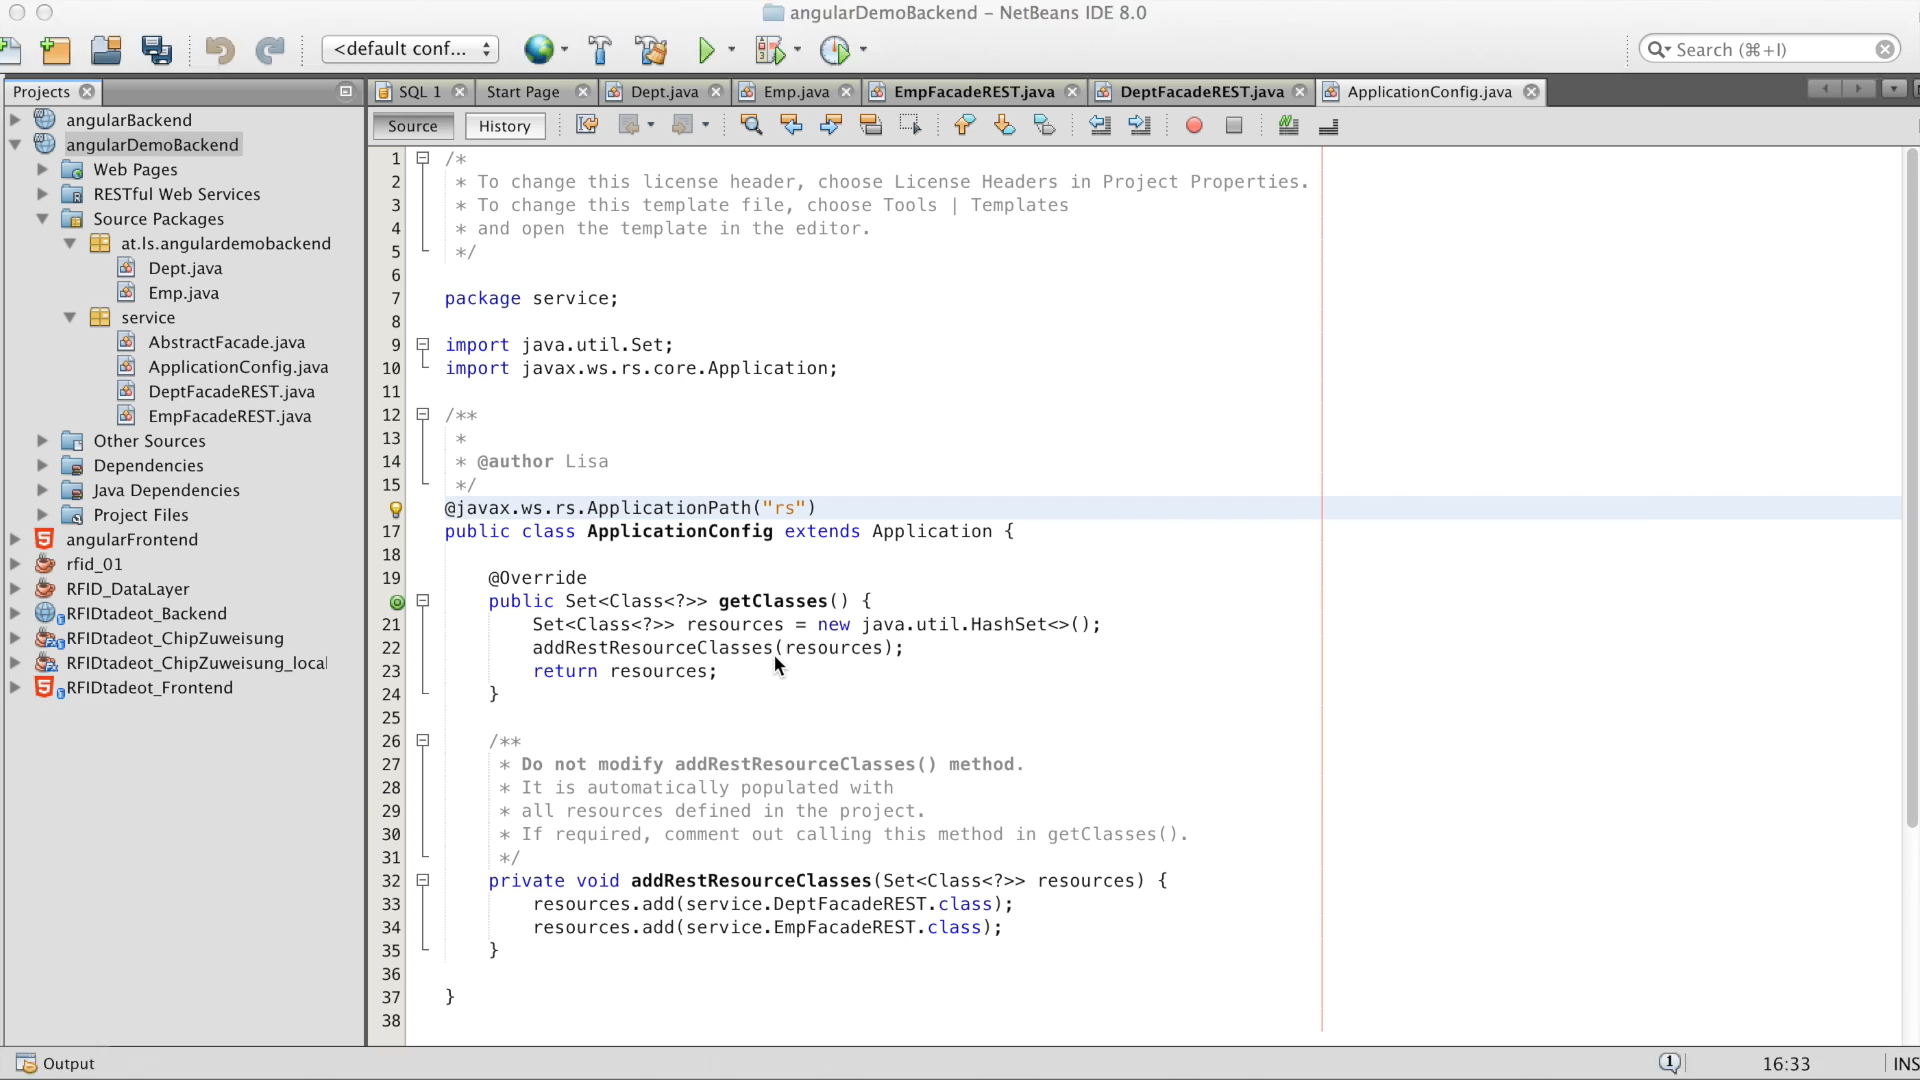 angularDemoBackend – NetBeans IDE 8.0
<default conf...
Search (⌘+I)
Projects
SQL 1
Start Page
Dept.java
Emp.java
EmpFacadeREST.java
DeptFacadeREST.java
ApplicationConfig.java
Source
History
angularBackend
angularDemoBackend
Web Pages
RESTful Web Services
Source Packages
at.ls.angulardemobackend
Dept.java
Emp.java
service
AbstractFacade.java
ApplicationConfig.java
DeptFacadeREST.java
EmpFacadeREST.java
Other Sources
Dependencies
Java Dependencies
Project Files
angularFrontend
rfid_01
RFID_DataLayer
RFIDtadeot_Backend
RFIDtadeot_ChipZuweisung
RFIDtadeot_ChipZuweisung_local
RFIDtadeot_Frontend
1 /*
2 * To change this license header, choose License Headers in Project Properties.
3 * To change this template file, choose Tools | Templates
4 * and open the template in the editor.
5 */
6
7 package service;
8
9 import java.util.Set;
10 import javax.ws.rs.core.Application;
11
12 /**
13 *
14 * @author Lisa
15 */
@javax.ws.rs.ApplicationPath("rs")
17 public class ApplicationConfig extends Application {
18
19 @Override
public Set<Class<?>> getClasses() {
21 Set<Class<?>> resources = new java.util.HashSet<>();
22 addRestResourceClasses(resources);
23 return resources;
24 }
25
26 /**
27 * Do not modify addRestResourceClasses() method.
28 * It is automatically populated with
29 * all resources defined in the project.
30 * If required, comment out calling this method in getClasses().
31 */
32 private void addRestResourceClasses(Set<Class<?>> resources) {
33 resources.add(service.DeptFacadeREST.class);
34 resources.add(service.EmpFacadeREST.class);
35 }
36
37 }
38
Output
1
16:33
INS